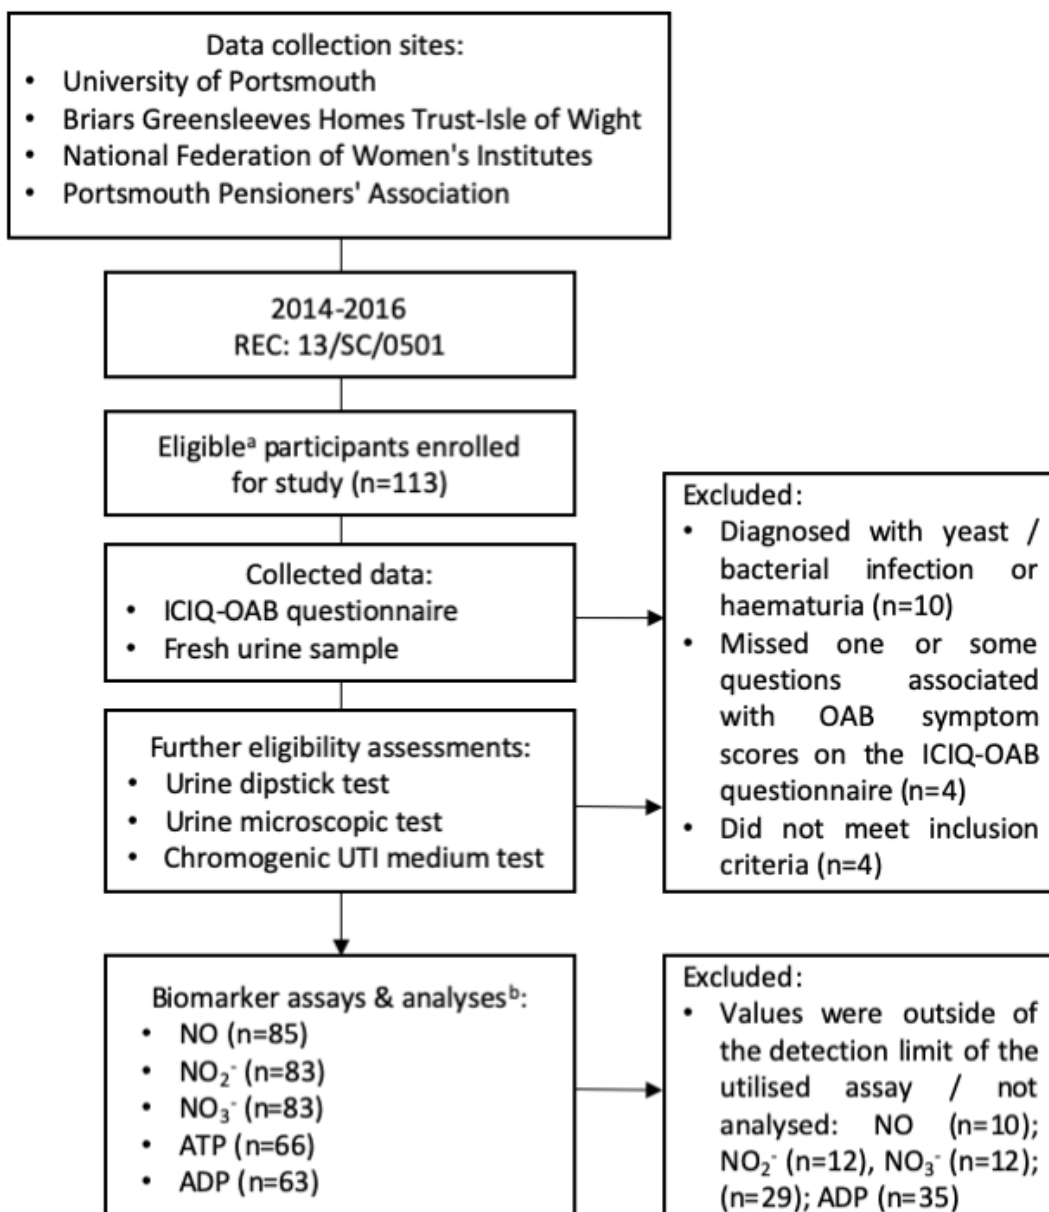 Data collection sites:
• University of Portsmouth
• Briars Greensleeves Homes Trust-Isle of Wight
• National Federation of Women's Institutes
• Portsmouth Pensioners' Association
2014-2016
REC: 13/SC/0501
Eligibleᵃ participants enrolled
for study (n=113)
Collected data:
• ICIQ-OAB questionnaire
• Fresh urine sample
Excluded:
• Diagnosed with yeast /
bacterial infection or
haematuria (n=10)
• Missed one or some
questions associated
with OAB symptom
scores on the ICIQ-OAB
questionnaire (n=4)
• Did not meet inclusion
criteria (n=4)
Further eligibility assessments:
• Urine dipstick test
• Urine microscopic test
• Chromogenic UTI medium test
Biomarker assays & analysesᵇ:
• NO (n=85)
• NO₂⁻ (n=83)
• NO₃⁻ (n=83)
• ATP (n=66)
• ADP (n=63)
Excluded:
• Values were outside of
the detection limit of the
utilised assay / not
analysed: NO (n=10);
NO₂⁻ (n=12), NO₃⁻ (n=12);
(n=29); ADP (n=35)